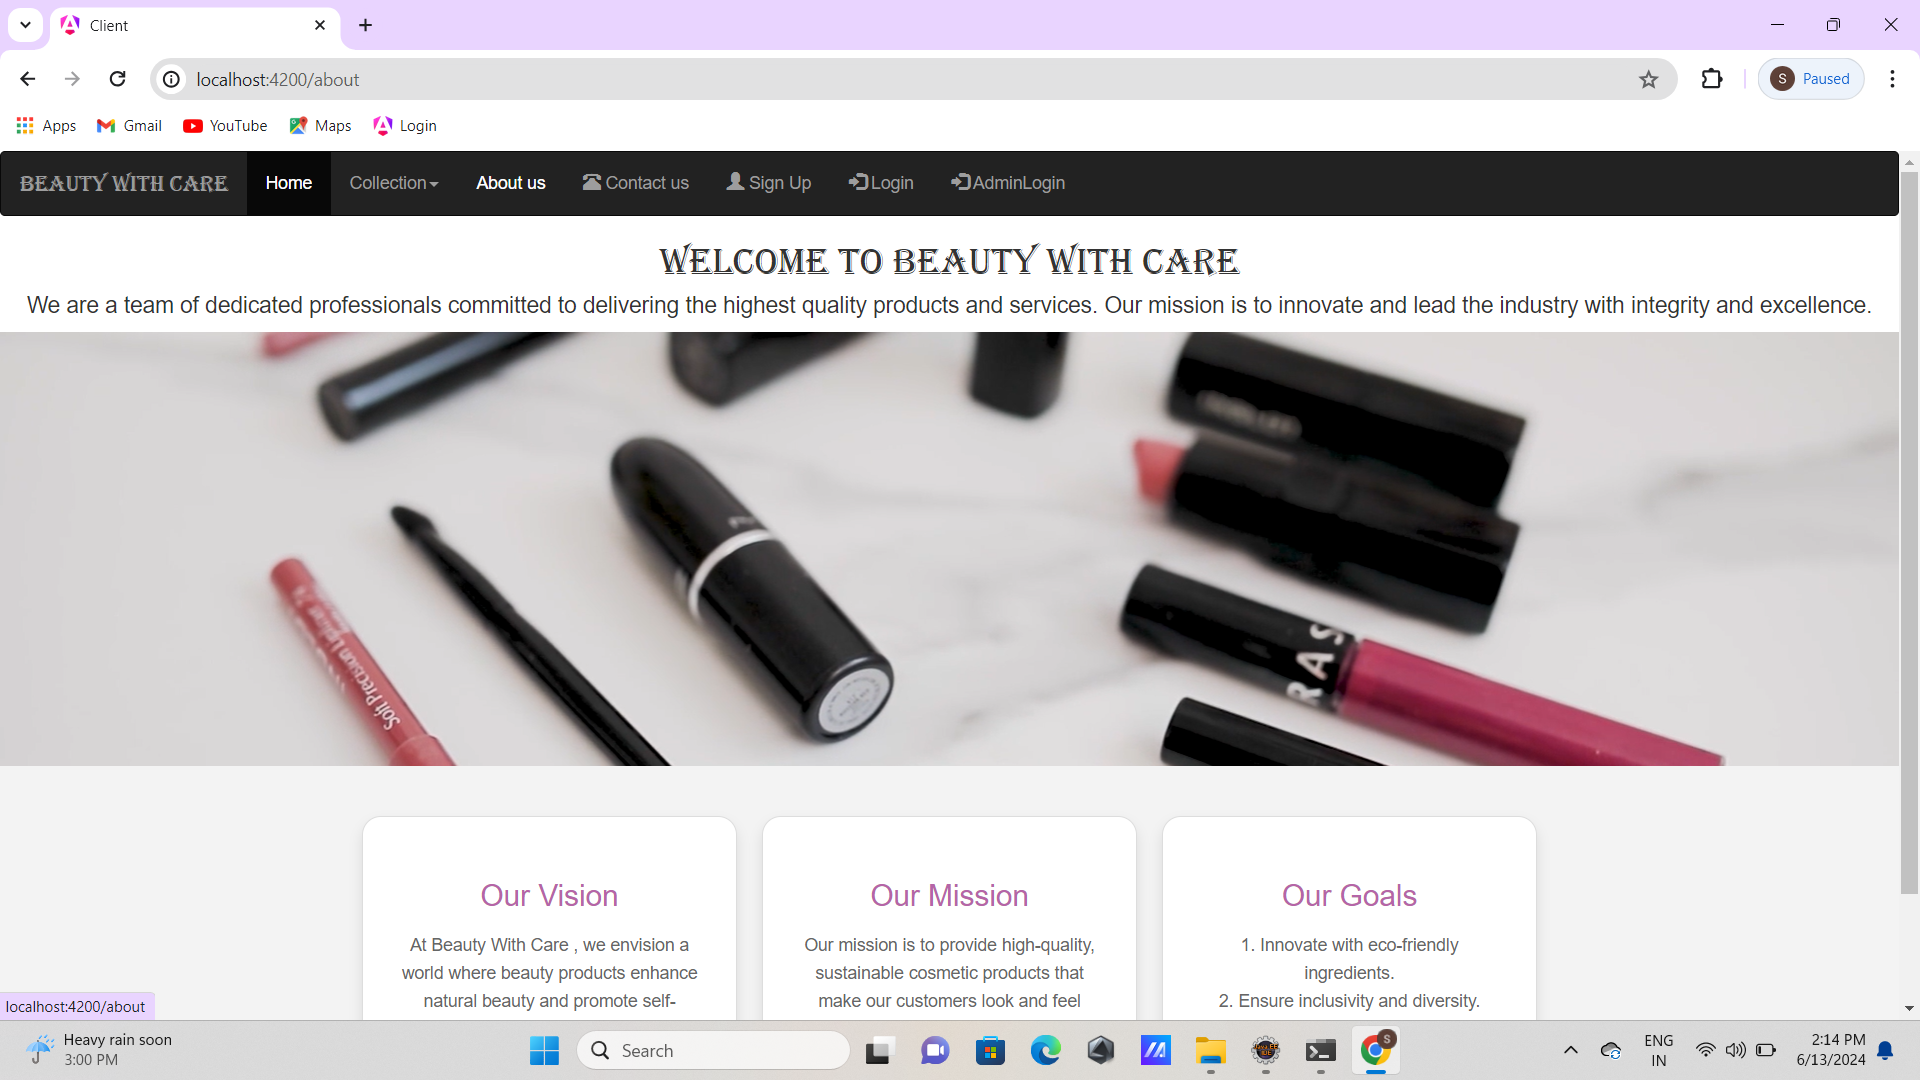 Client
localhost:4200/about
S
Paused
Apps
Gmail
YouTube
Maps
Login
BEAUTY WITH CARE
Home
Collection
About us
Contact us
Sign Up
Login
AdminLogin
WELCOME TO BEAUTY WITH CARE
We are a team of dedicated professionals committed to delivering the highest quality products and services. Our mission is to innovate and lead the industry with integrity and excellence.
Soft Precision
RAS
Our Vision
At Beauty With Care , we envision a
world where beauty products enhance
natural beauty and promote self-
Our Mission
Our mission is to provide high-quality,
sustainable cosmetic products that
make our customers look and feel
Our Goals
1. Innovate with eco-friendly
ingredients.
2. Ensure inclusivity and diversity.
localhost:4200/about
Heavy rain soon
3:00 PM
Search
S
ENG
IN
2:14 PM
6/13/2024